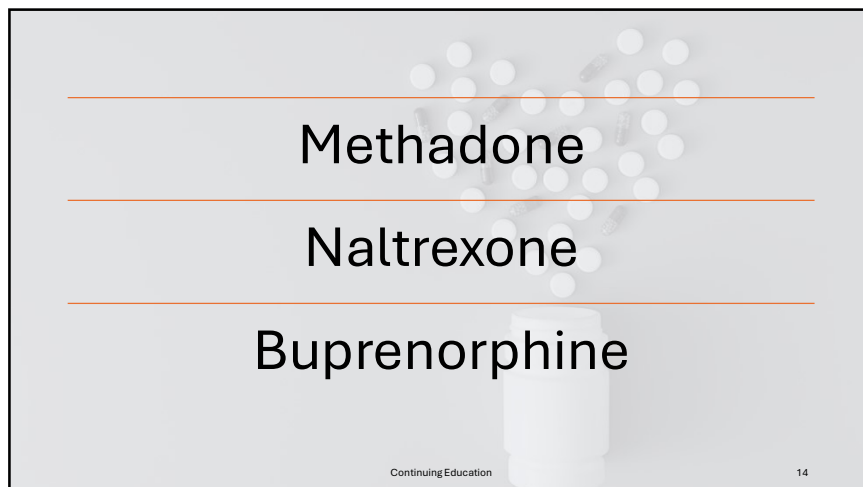 Methadone
Naltrexone
Buprenorphine
Continuing Education
14